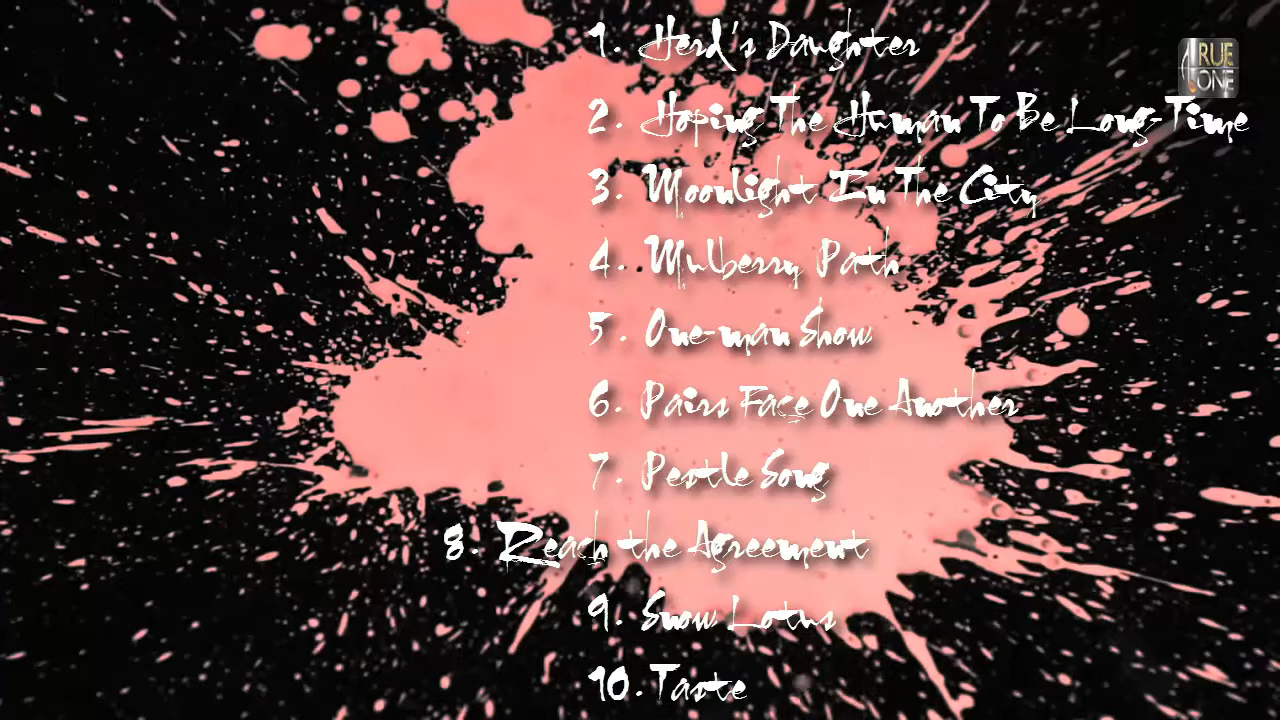 1. Herd's Daughter
TRUE
TONE
2. Hoping The Human To Be Long-Time
3. Moonlight In The City
4. Mulberry Path
5. One-man Show
6. Pairs Face One Another
7. Pestle Song
8. Reach the Agreement
9. Snow Lotus
10. Taste